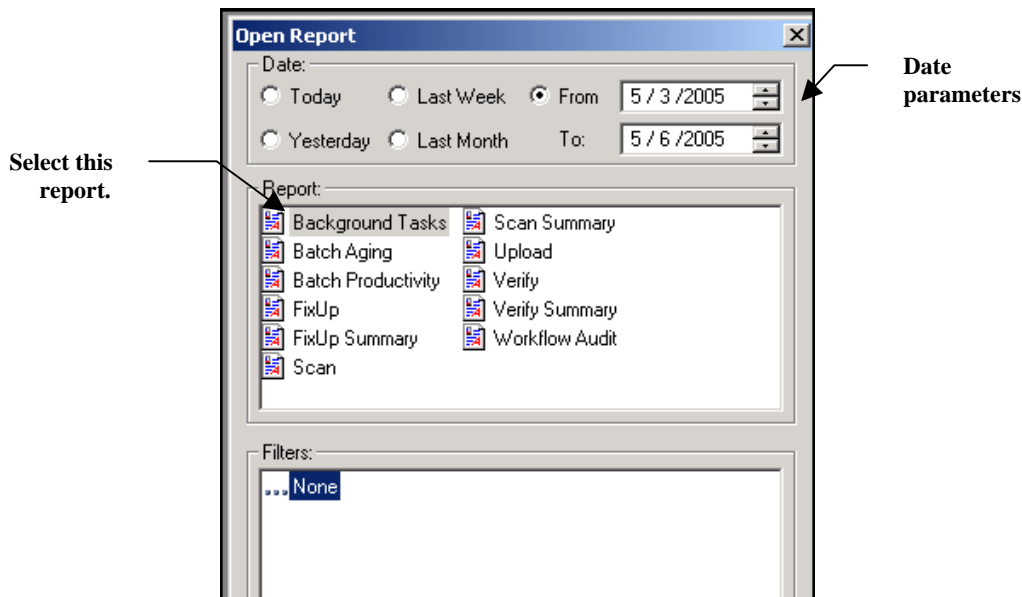 Open Report
Date:
Today Last Week From 5 / 3 /2005
Yesterday Last Month To: 5 / 6 /2005
Date
parameters
Select this
report.
Report:
Background Tasks Scan Summary
Batch Aging Upload
Batch Productivity Verify
FixUp Verify Summary
FixUp Summary Workflow Audit
Scan
Filters:
None